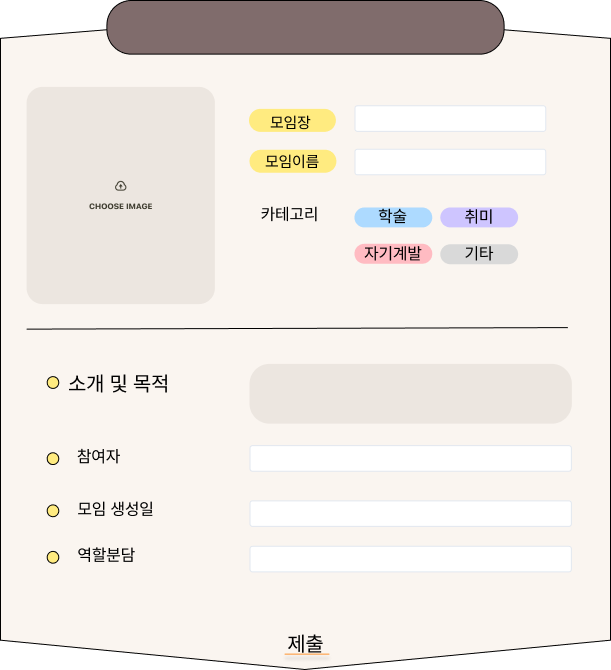 모임장
CHOOSE IMAGE
모임이름
카테고리
학술
취미
자기계발
기타
소개 및 목적
참여자
모임 생성일
역할분담
제출